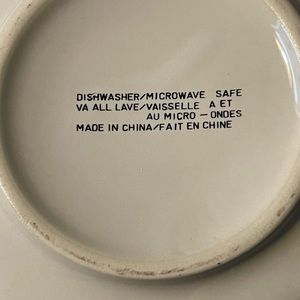 DISHWASHER/MICROWAVE SAFE
VA ALL LAVE/VAISSELLE A ET
AU MICRO – ONDES
MADE IN CHINA/FAIT EN CHINE